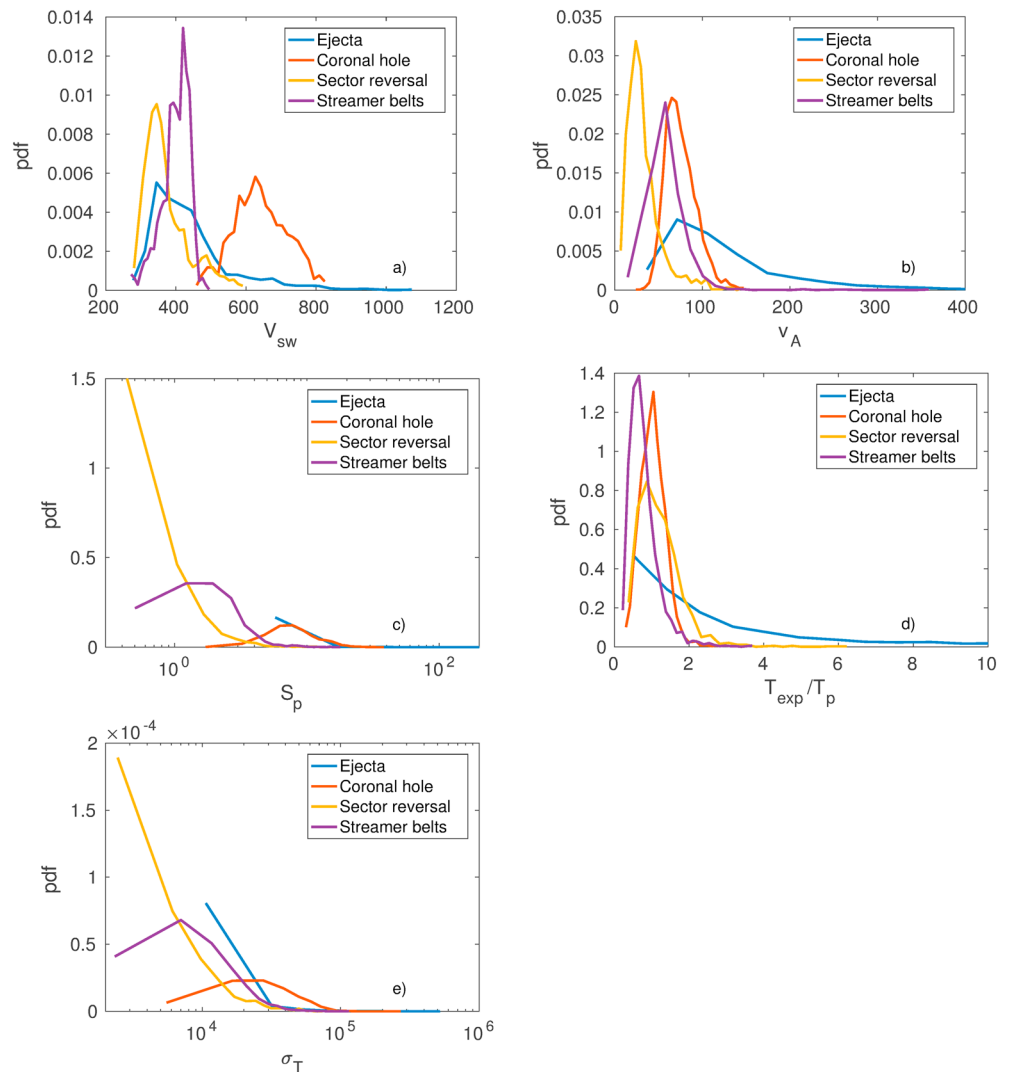 0.014
0.012
0.01
0.008
0.006
0.004
0.002
0
pdf
200 400 600 800 1000 1200
V_sw
Ejecta
Coronal hole
Sector reversal
Streamer belts
a)
0.035
0.03
0.025
0.02
0.015
0.01
0.005
0
pdf
0 100 200 300 400
v_A
Ejecta
Coronal hole
Sector reversal
Streamer belts
b)
1.5
1
0.5
0
pdf
10^0 10^2
S_p
Ejecta
Coronal hole
Sector reversal
Streamer belts
c)
1.4
1.2
1
0.8
0.6
0.4
0.2
0
pdf
0 2 4 6 8 10
T_exp/T_p
Ejecta
Coronal hole
Sector reversal
Streamer belts
d)
×10^-4
2
1.5
1
0.5
0
pdf
10^4 10^5 10^6
σ_T
Ejecta
Coronal hole
Sector reversal
Streamer belts
e)